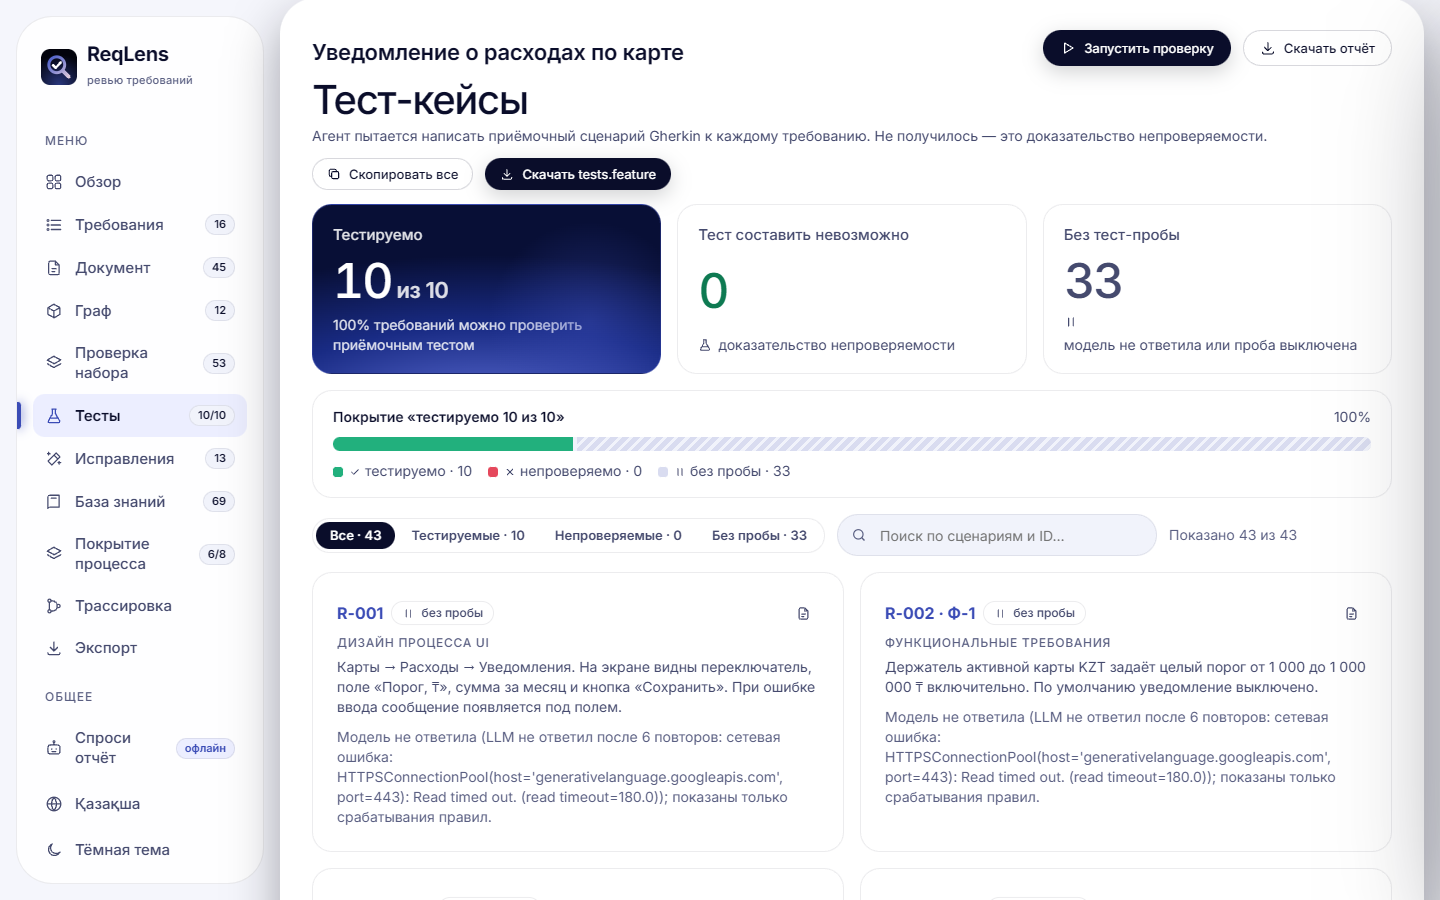 ReqLens
ревью требований
МЕНЮ
Обзор
Требования 16
Документ 45
Граф 12
Проверка набора 53
Тесты 10/10
Исправления 13
База знаний 69
Покрытие процесса 6/8
Трассировка
Экспорт
ОБЩЕЕ
Спроси отчёт офлайн
Қазақша
Тёмная тема
Уведомление о расходах по карте
Запустить проверку
Скачать отчёт
Тест-кейсы
Агент пытается написать приёмочный сценарий Gherkin к каждому требованию. Не получилось — это доказательство непроверяемости.
Скопировать все
Скачать tests.feature
Тестируемо
10 из 10
100% требований можно проверить
приёмочным тестом
Тест составить невозможно
0
доказательство непроверяемости
Без тест-пробы
33
модель не ответила или проба выключена
Покрытие «тестируемо 10 из 10» 100%
тестируемо · 10 непроверяемо · 0 без пробы · 33
Все · 43 Тестируемые · 10 Непроверяемые · 0 Без пробы · 33
Поиск по сценариям и ID...
Показано 43 из 43
R-001 без пробы
ДИЗАЙН ПРОЦЕССА UI
Карты → Расходы → Уведомления. На экране видны переключатель,
поле «Порог, ₸», сумма за месяц и кнопка «Сохранить». При ошибке
ввода сообщение появляется под полем.
Модель не ответила (LLM не ответил после 6 повторов: сетевая
ошибка:
HTTPSConnectionPool(host='generativelanguage.googleapis.com',
port=443): Read timed out. (read timeout=180.0)); показаны только
срабатывания правил.
R-002 · Ф-1 без пробы
ФУНКЦИОНАЛЬНЫЕ ТРЕБОВАНИЯ
Держатель активной карты KZT задаёт целый порог от 1 000 до 1 000
000 ₸ включительно. По умолчанию уведомление выключено.
Модель не ответила (LLM не ответил после 6 повторов: сетевая
ошибка:
HTTPSConnectionPool(host='generativelanguage.googleapis.com',
port=443): Read timed out. (read timeout=180.0)); показаны только
срабатывания правил.